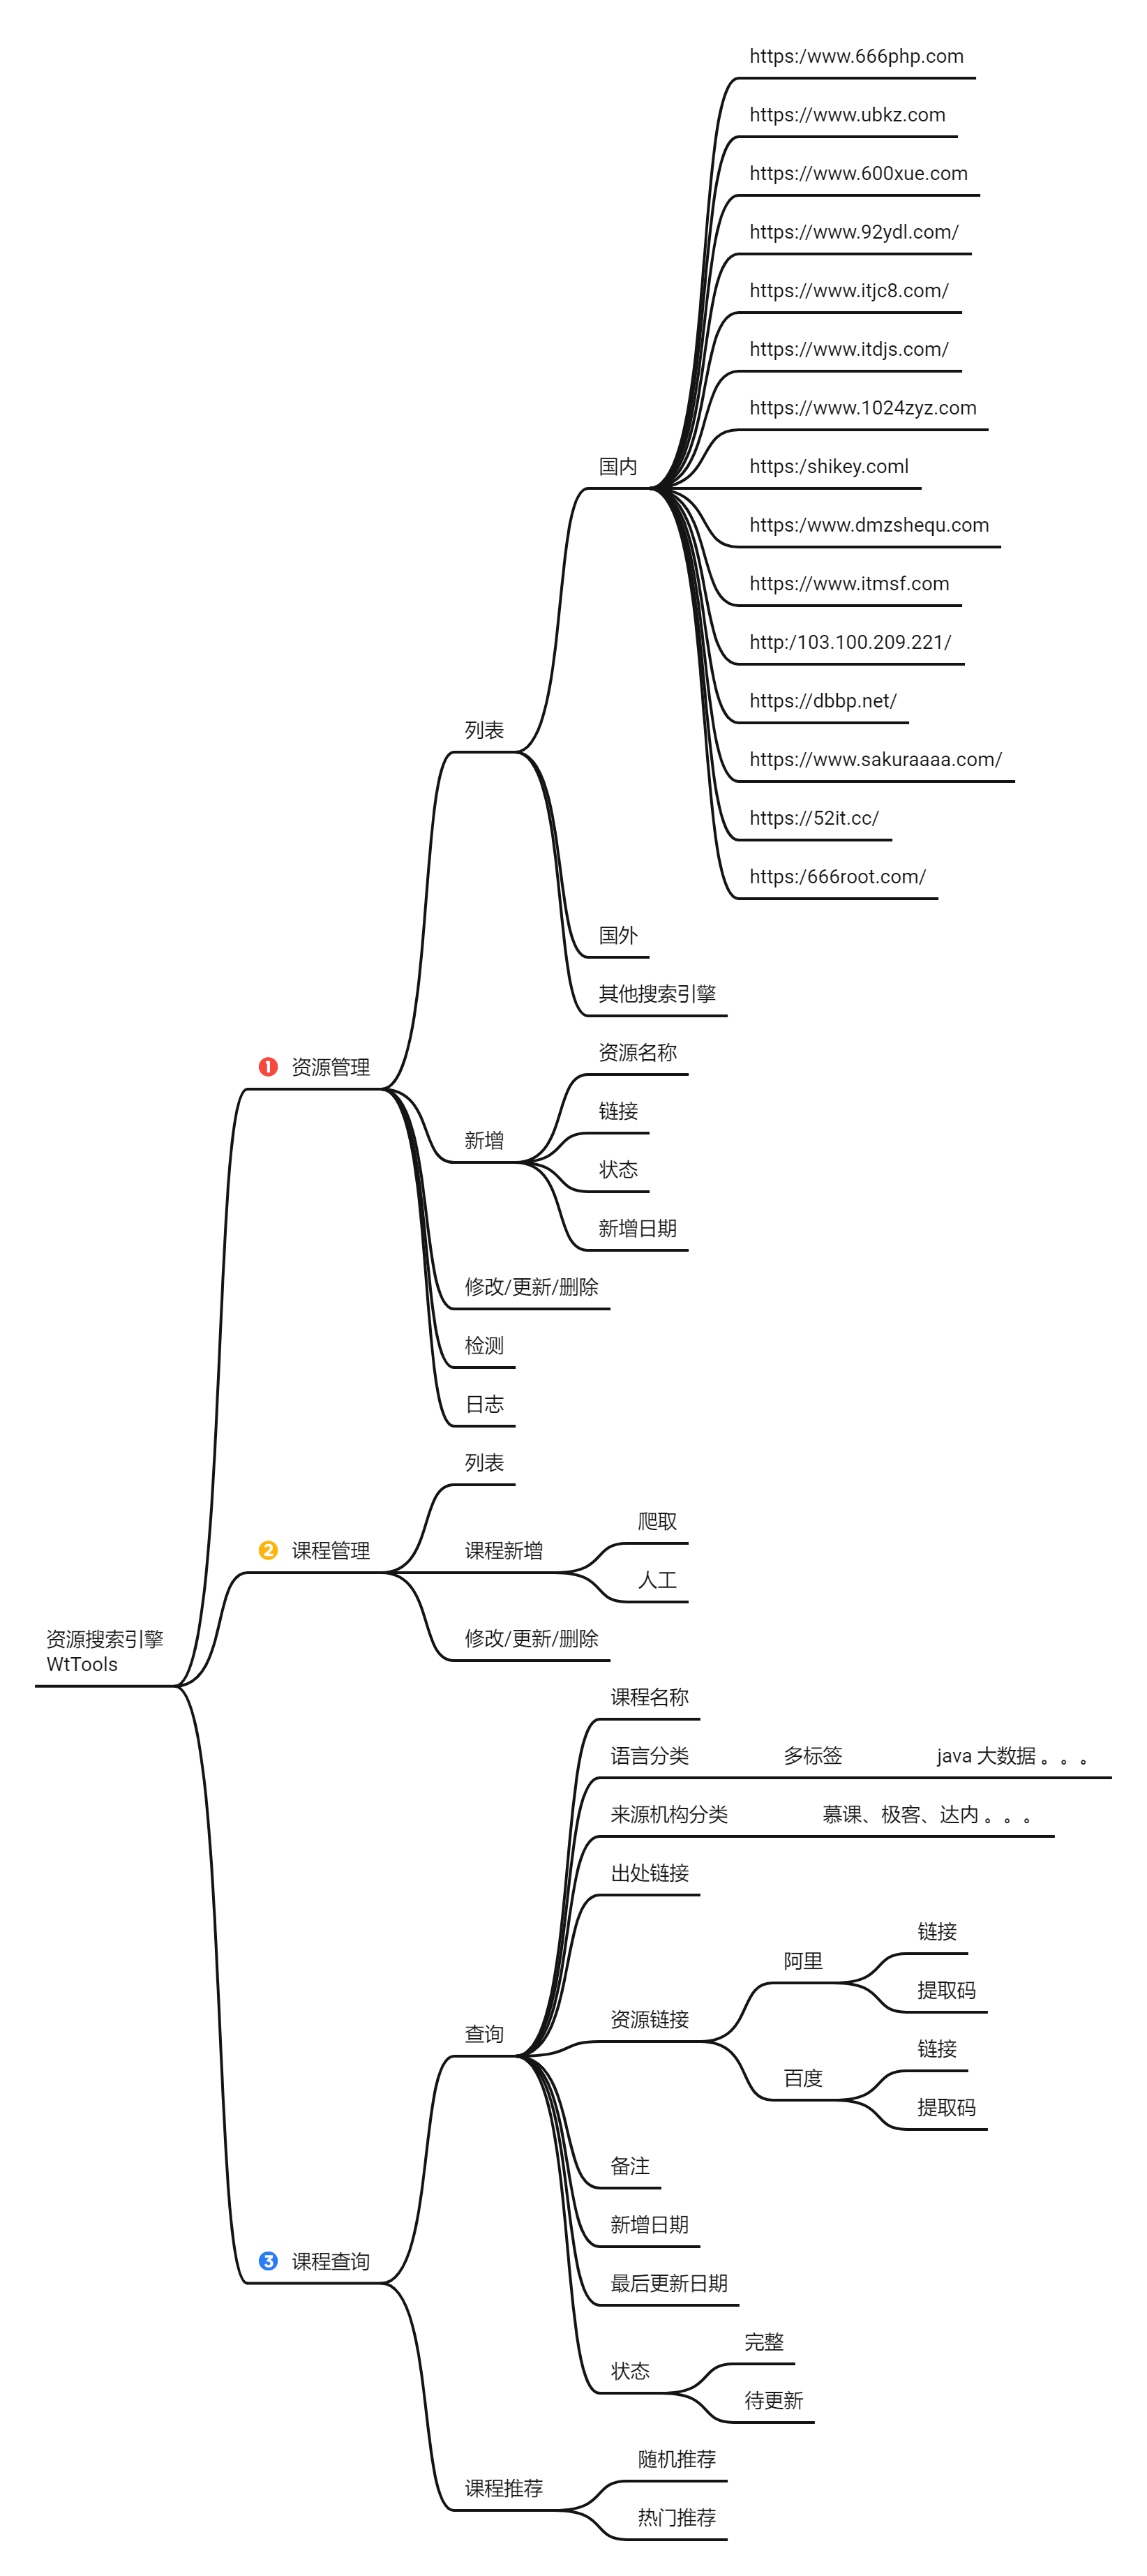 资源搜索引擎
WtTools
1 资源管理
列表
国内
https:/www.666php.com
https://www.ubkz.com
https://www.600xue.com
https://www.92ydl.com/
https://www.itjc8.com/
https://www.itdjs.com/
https://www.1024zyz.com
https:/shikey.coml
https:/www.dmzshequ.com
https://www.itmsf.com
http:/103.100.209.221/
https://dbbp.net/
https://www.sakuraaaa.com/
https://52it.cc/
https:/666root.com/
国外
其他搜索引擎
新增
资源名称
链接
状态
新增日期
修改/更新/删除
检测
日志
2 课程管理
列表
课程新增
爬取
人工
修改/更新/删除
3 课程查询
查询
课程名称
语言分类 多标签 java 大数据 。。。
来源机构分类 慕课、极客、达内 。。。
出处链接
资源链接
阿里
链接
提取码
百度
链接
提取码
备注
新增日期
最后更新日期
状态
完整
待更新
课程推荐
随机推荐
热门推荐